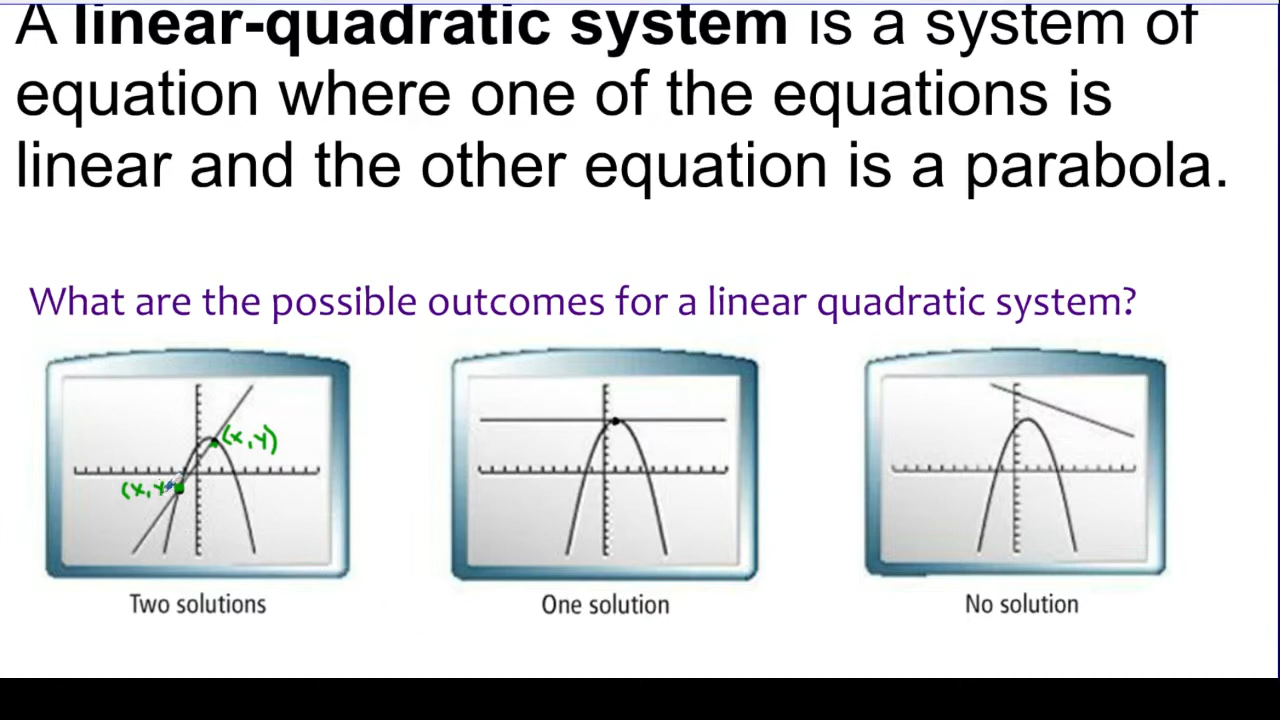 A linear-quadratic system is a system of
equation where one of the equations is
linear and the other equation is a parabola.
What are the possible outcomes for a linear quadratic system?
(x,y)
(x,y
Two solutions
One solution
No solution